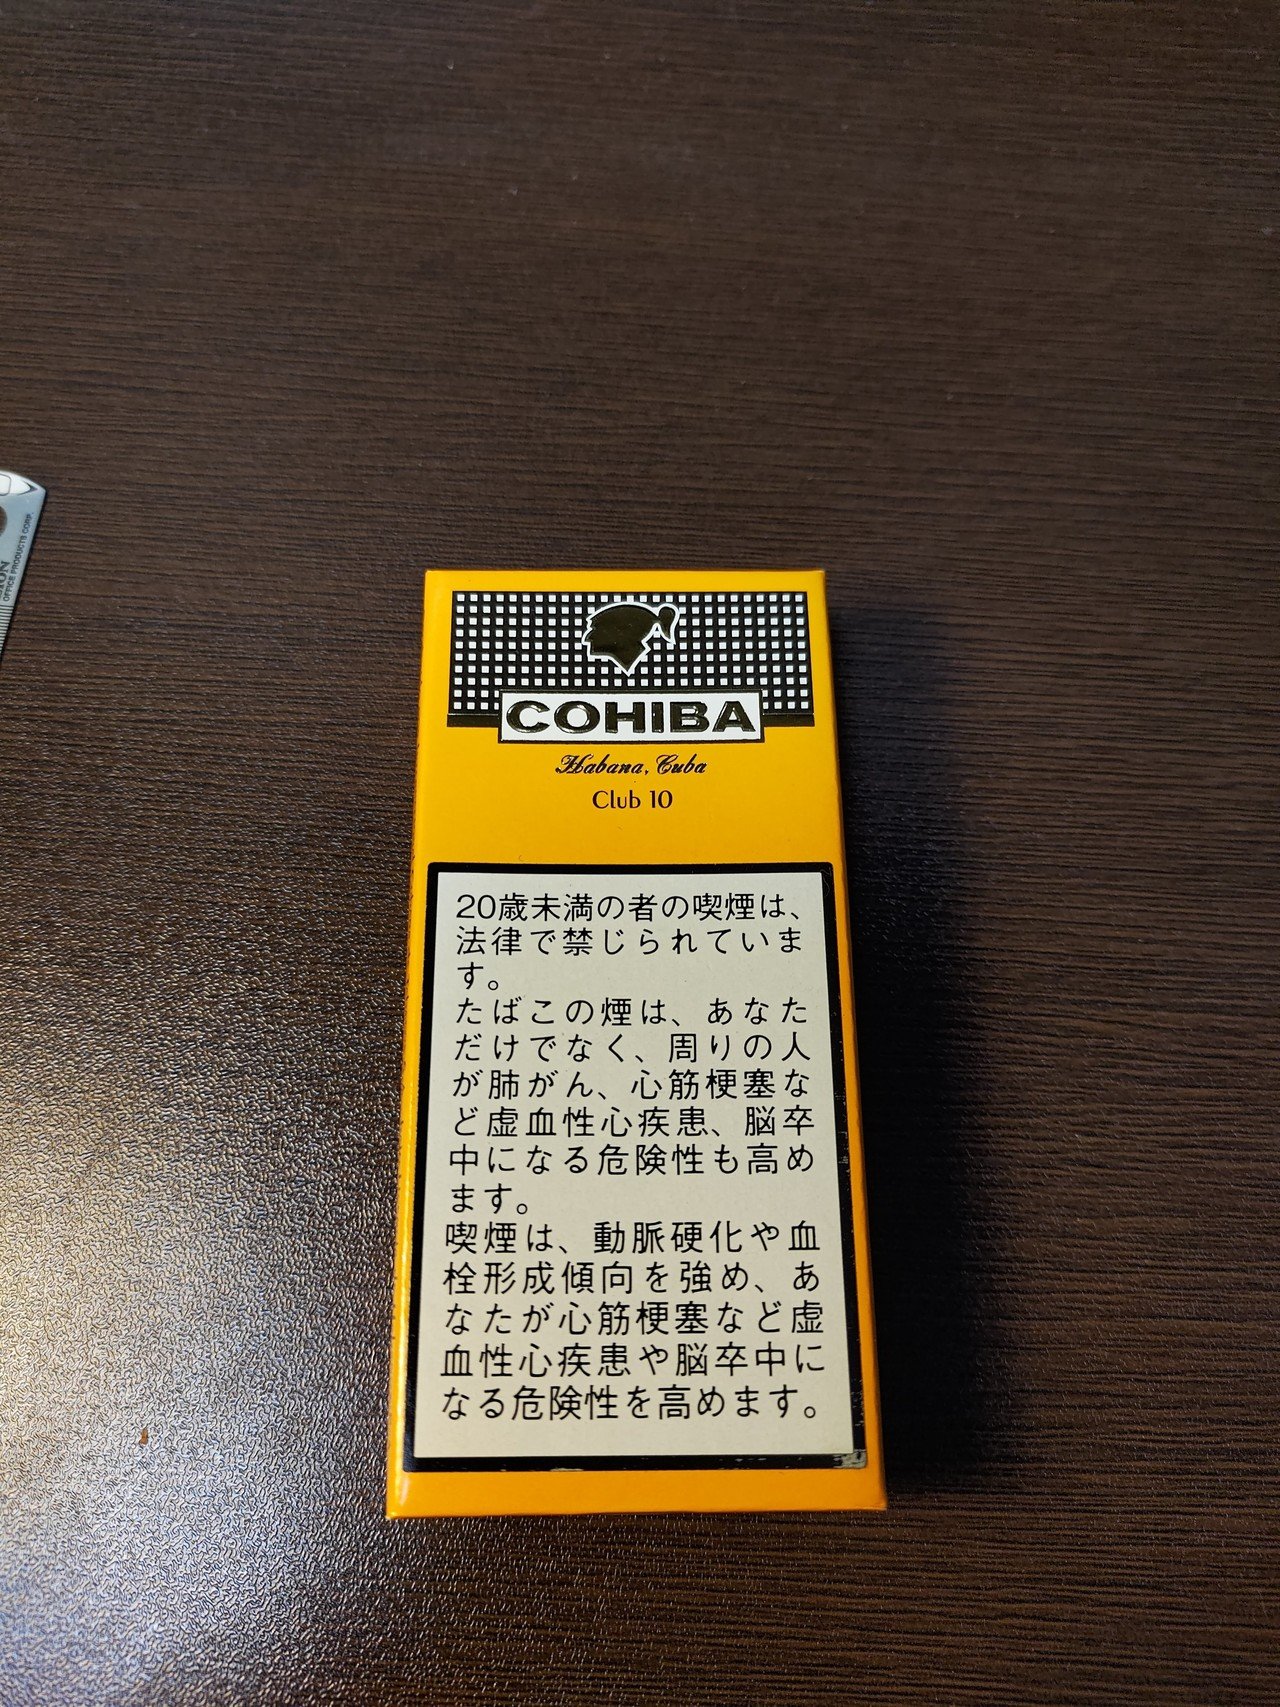 OFFICE PRODUCTS CORP.
COHIBA
Habana, Cuba
Club 10
20歳未満の者の喫煙は、
法律で禁じられていま
す。
たばこの煙は、あなた
だけでなく、周りの人
が肺がん、心筋梗塞な
ど虚血性心疾患、脳卒
中になる危険性も高め
ます。
喫煙は、動脈硬化や血
栓形成傾向を強め、あ
なたが心筋梗塞など虚
血性心疾患や脳卒中に
なる危険性を高めます。